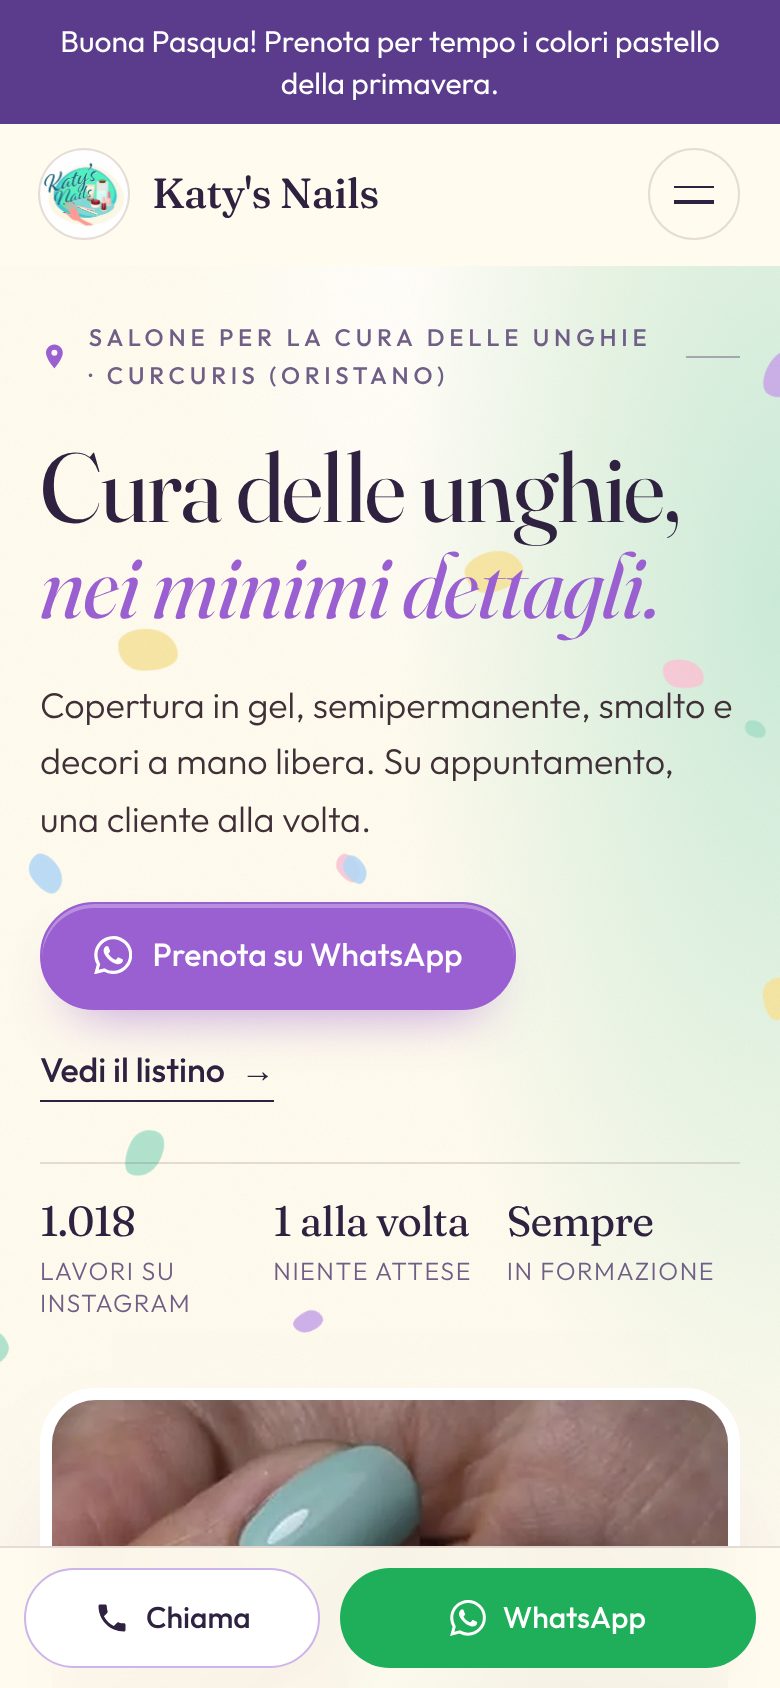 Buona Pasqua! Prenota per tempo i colori pastello
della primavera.
Katy's
Nails
Katy's Nails
SALONE PER LA CURA DELLE UNGHIE
· CURCURIS (ORISTANO)
Cura delle unghie,
nei minimi dettagli.
Copertura in gel, semipermanente, smalto e
decori a mano libera. Su appuntamento,
una cliente alla volta.
Prenota su WhatsApp
Vedi il listino →
1.018
LAVORI SU
INSTAGRAM
1 alla volta
NIENTE ATTESE
Sempre
IN FORMAZIONE
Chiama
WhatsApp